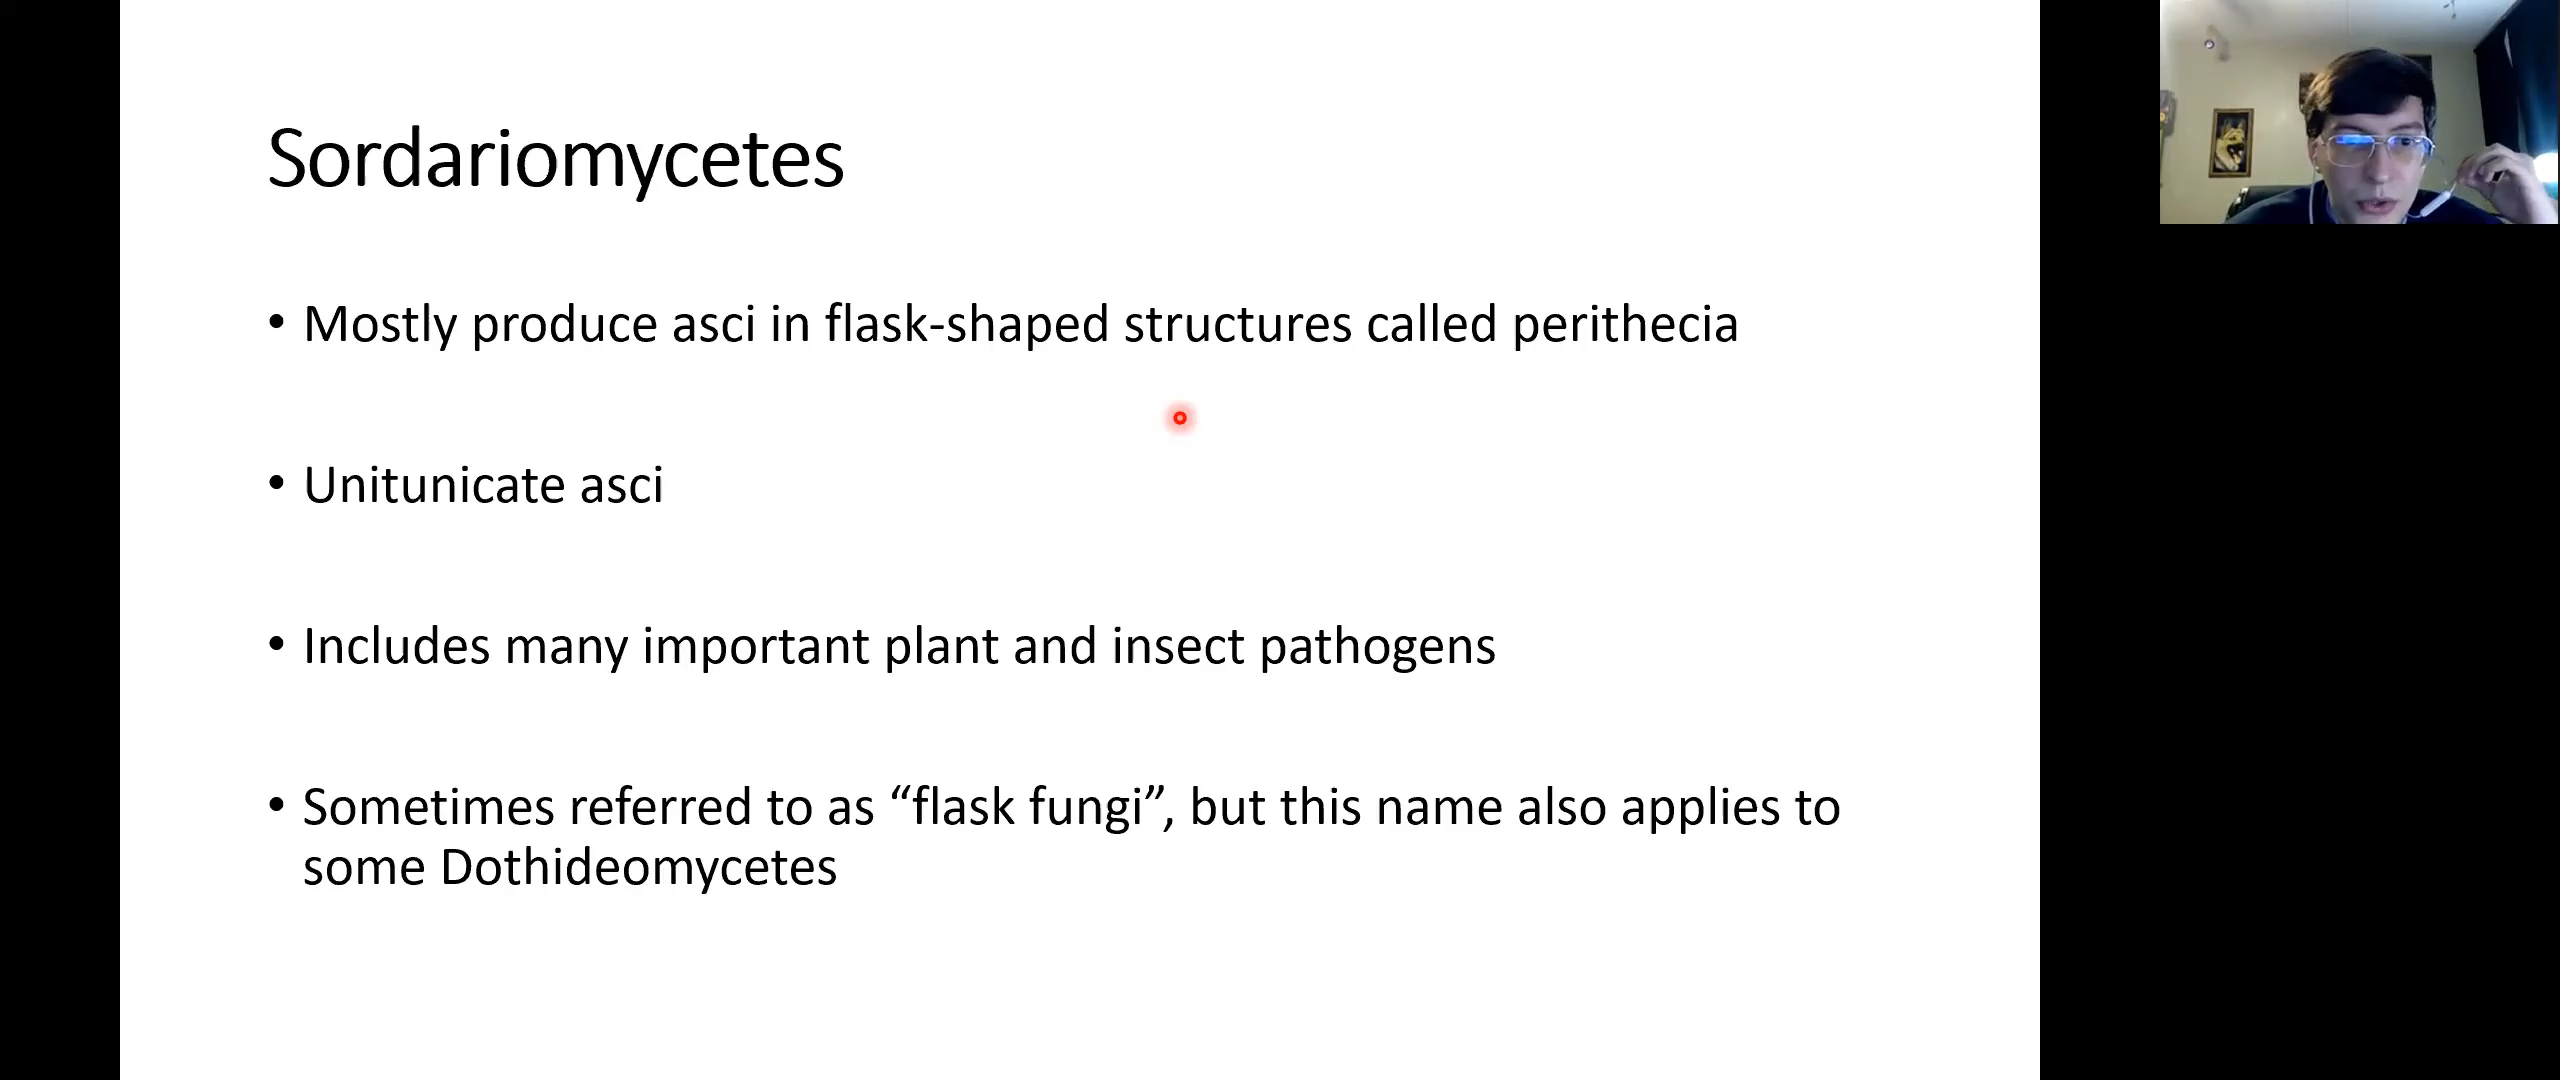 Sordariomycetes
• Mostly produce asci in flask-shaped structures called perithecia
• Unitunicate asci
• Includes many important plant and insect pathogens
• Sometimes referred to as “flask fungi”, but this name also applies to
some Dothideomycetes